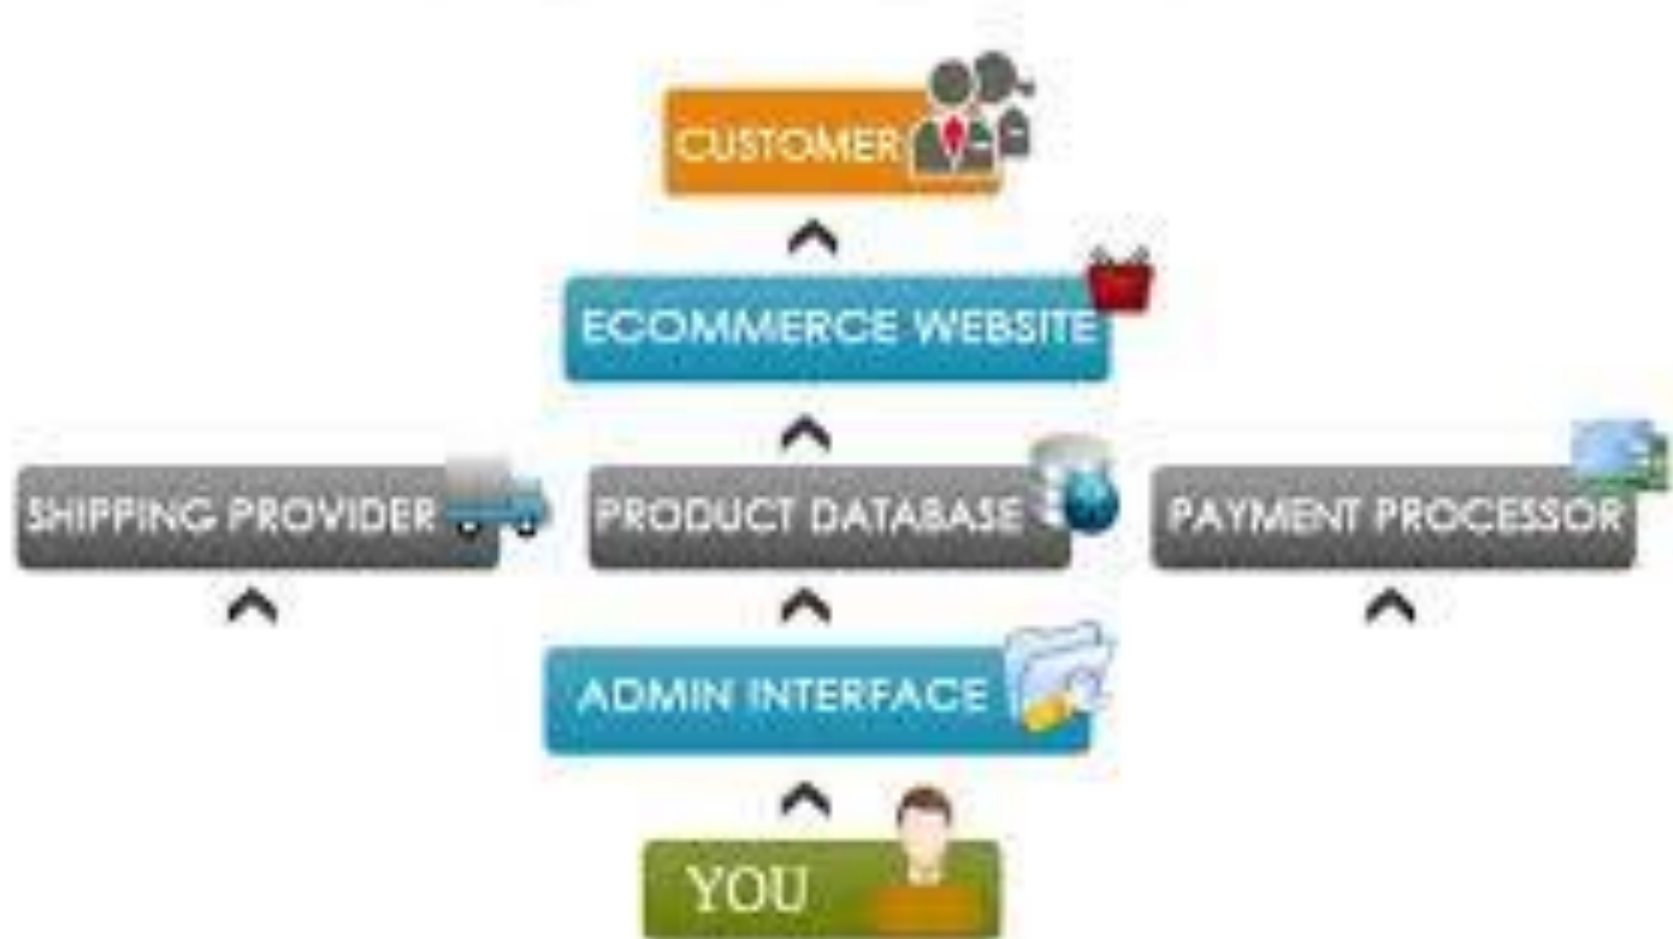 CUSTOMER
ECOMMERCE WEBSITE
SHIPPING PROVIDER
PRODUCT DATABASE
PAYMENT PROCESSOR
ADMIN INTERFACE
YOU